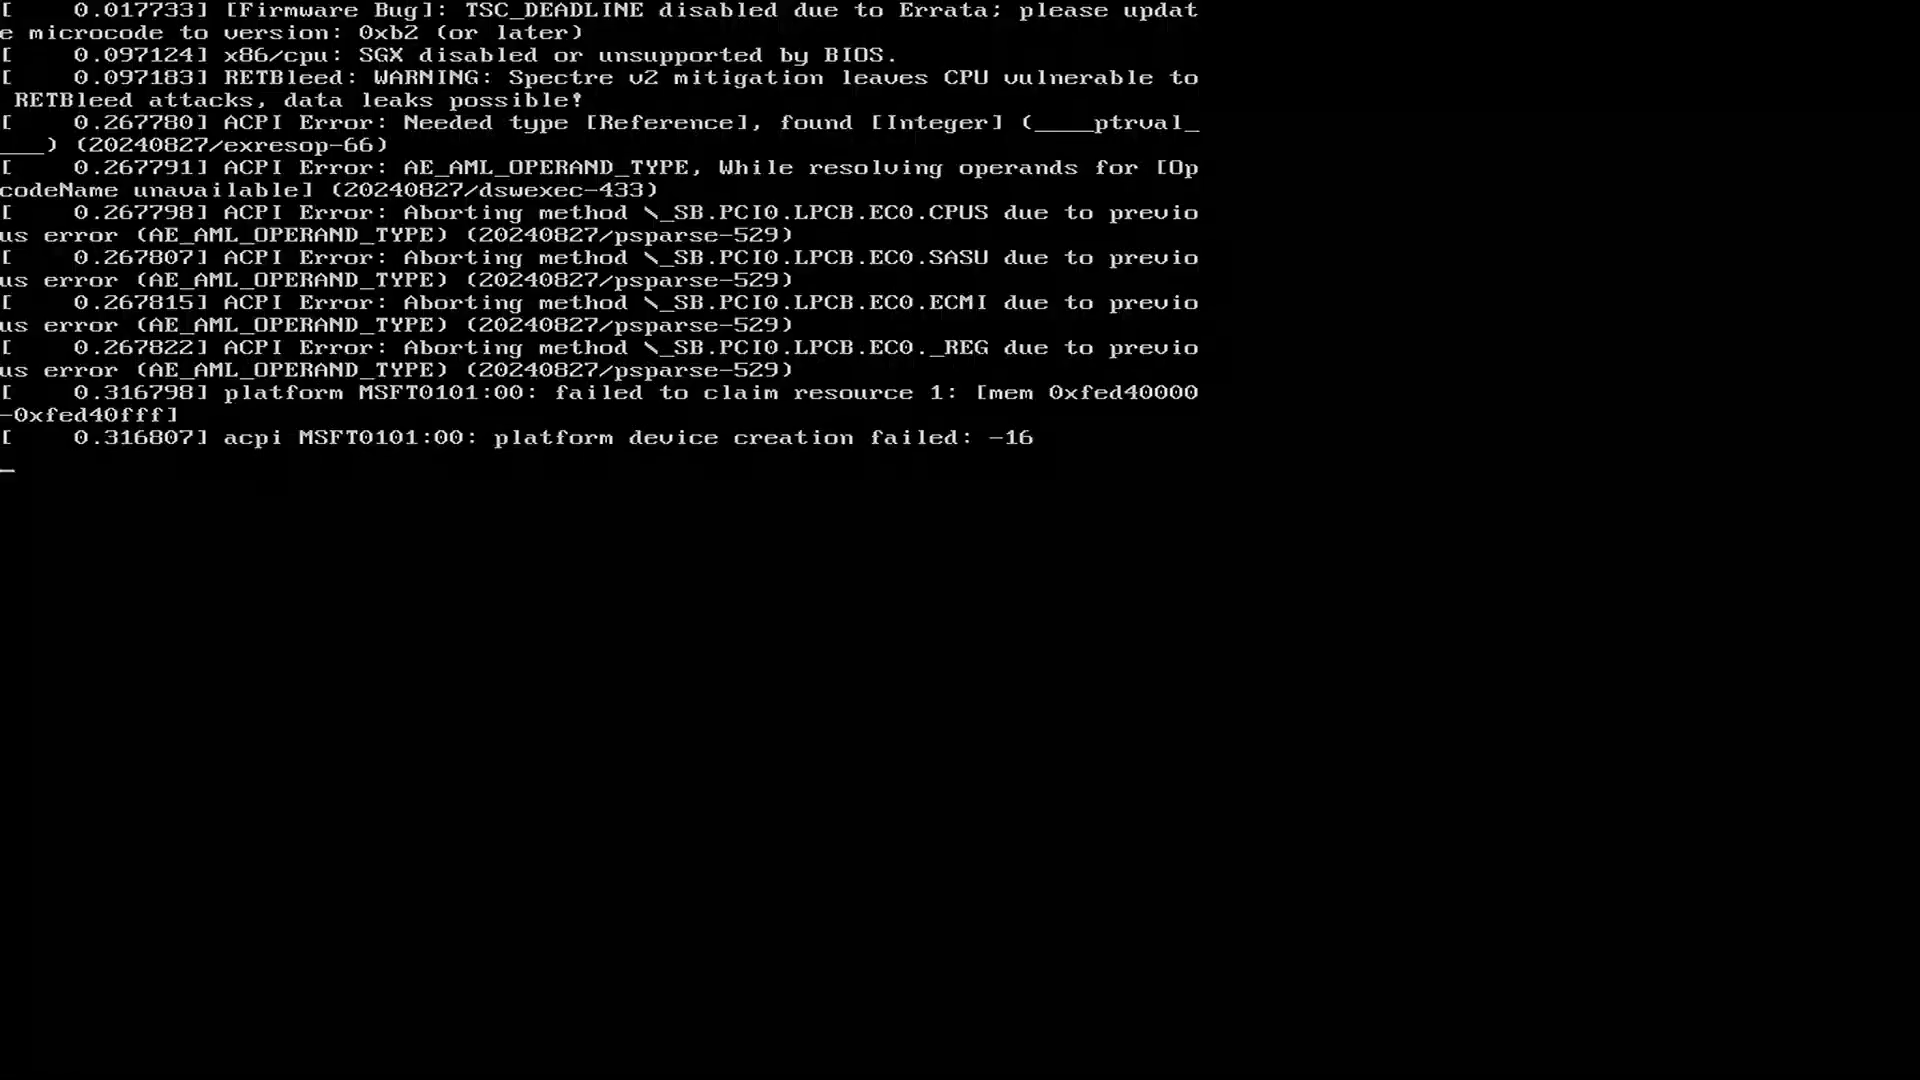 [    0.017733] [Firmware Bug]: TSC_DEADLINE disabled due to Errata; please updat
e microcode to version: 0xb2 (or later)
[    0.097124] x86/cpu: SGX disabled or unsupported by BIOS.
[    0.097183] RETBleed: WARNING: Spectre v2 mitigation leaves CPU vulnerable to
 RETBleed attacks, data leaks possible!
[    0.267780] ACPI Error: Needed type [Reference], found [Integer] (____ptrval_
___) (20240827/exresop-66)
[    0.267791] ACPI Error: AE_AML_OPERAND_TYPE, While resolving operands for [Op
codeName unavailable] (20240827/dswexec-433)
[    0.267798] ACPI Error: Aborting method \_SB.PCI0.LPCB.EC0.CPUS due to previo
us error (AE_AML_OPERAND_TYPE) (20240827/psparse-529)
[    0.267807] ACPI Error: Aborting method \_SB.PCI0.LPCB.EC0.SASU due to previo
us error (AE_AML_OPERAND_TYPE) (20240827/psparse-529)
[    0.267815] ACPI Error: Aborting method \_SB.PCI0.LPCB.EC0.ECMI due to previo
us error (AE_AML_OPERAND_TYPE) (20240827/psparse-529)
[    0.267822] ACPI Error: Aborting method \_SB.PCI0.LPCB.EC0._REG due to previo
us error (AE_AML_OPERAND_TYPE) (20240827/psparse-529)
[    0.316798] platform MSFT0101:00: failed to claim resource 1: [mem 0xfed40000
-0xfed40fff]
[    0.316807] acpi MSFT0101:00: platform device creation failed: -16
_